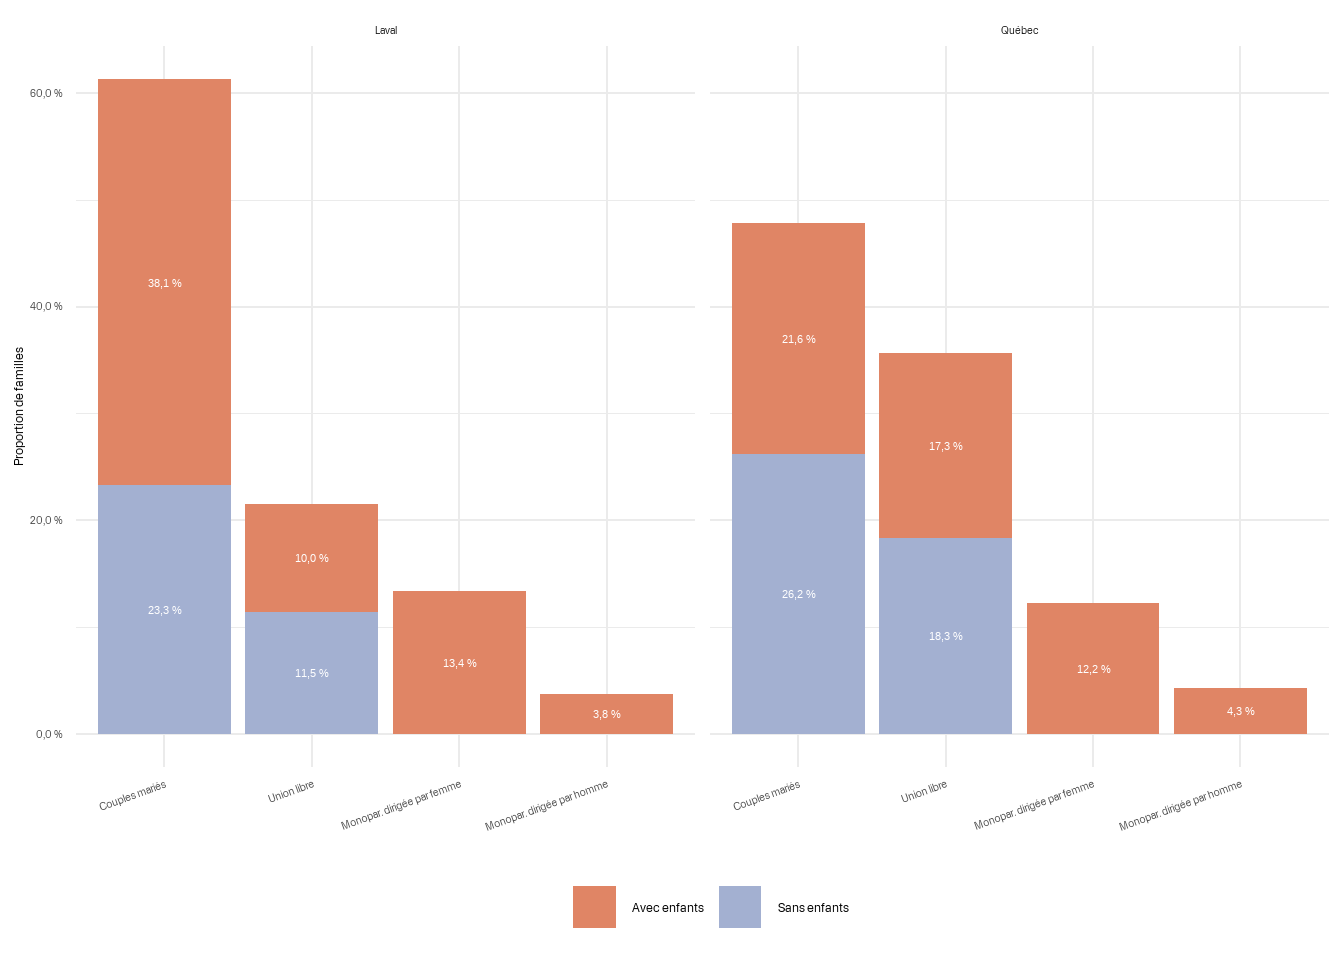 Laval
Québec
Proportion de familles
60,0 %
40,0 %
20,0 %
0,0 %
38,1 %
23,3 %
10,0 %
11,5 %
13,4 %
3,8 %
21,6 %
26,2 %
17,3 %
18,3 %
12,2 %
4,3 %
Couples mariés
Union libre
Monopar. dirigée par femme
Monopar. dirigée par homme
Couples mariés
Union libre
Monopar. dirigée par femme
Monopar. dirigée par homme
Avec enfants
Sans enfants